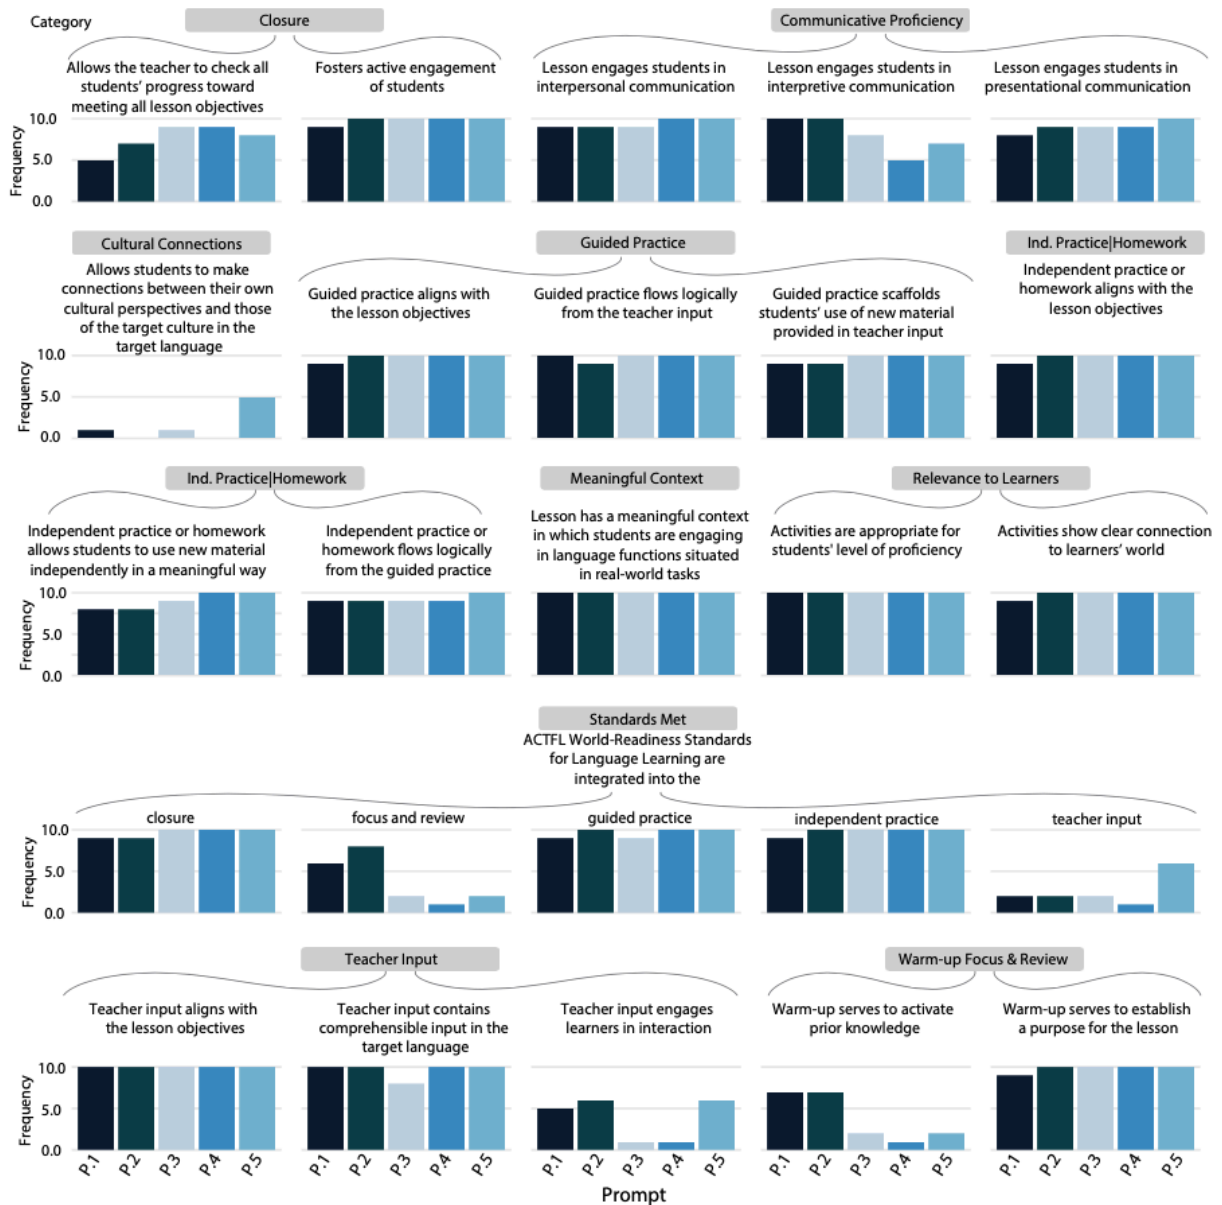 Category
Closure
Communicative Proficiency
Allows the teacher to check all
students' progress toward
meeting all lesson objectives
Fosters active engagement
of students
Lesson engages students in
interpersonal communication
Lesson engages students in
interpretive communication
Lesson engages students in
presentational communication
Frequency
10.0
5.0
0.0
Cultural Connections
Guided Practice
Ind. Practice|Homework
Allows students to make
connections between their own
cultural perspectives and those
of the target culture in the
target language
Guided practice aligns with
the lesson objectives
Guided practice flows logically
from the teacher input
Guided practice scaffolds
students' use of new material
provided in teacher input
Independent practice or
homework aligns with the
lesson objectives
Frequency
10.0
5.0
0.0
Ind. Practice|Homework
Meaningful Context
Relevance to Learners
Independent practice or homework
allows students to use new material
independently in a meaningful way
Independent practice or
homework flows logically
from the guided practice
Lesson has a meaningful context
in which students are engaging
in language functions situated
in real-world tasks
Activities are appropriate for
students' level of proficiency
Activities show clear connection
to learners' world
Frequency
10.0
5.0
0.0
Standards Met
ACTFL World-Readiness Standards
for Language Learning are
integrated into the
closure
focus and review
guided practice
independent practice
teacher input
Frequency
10.0
5.0
0.0
Teacher Input
Warm-up Focus & Review
Teacher input aligns with
the lesson objectives
Teacher input contains
comprehensible input in the
target language
Teacher input engages
learners in interaction
Warm-up serves to activate
prior knowledge
Warm-up serves to establish
a purpose for the lesson
Frequency
10.0
5.0
0.0
P.1 P.2 P.3 P.4 P.5
P.1 P.2 P.3 P.4 P.5
P.1 P.2 P.3 P.4 P.5
P.1 P.2 P.3 P.4 P.5
P.1 P.2 P.3 P.4 P.5
Prompt